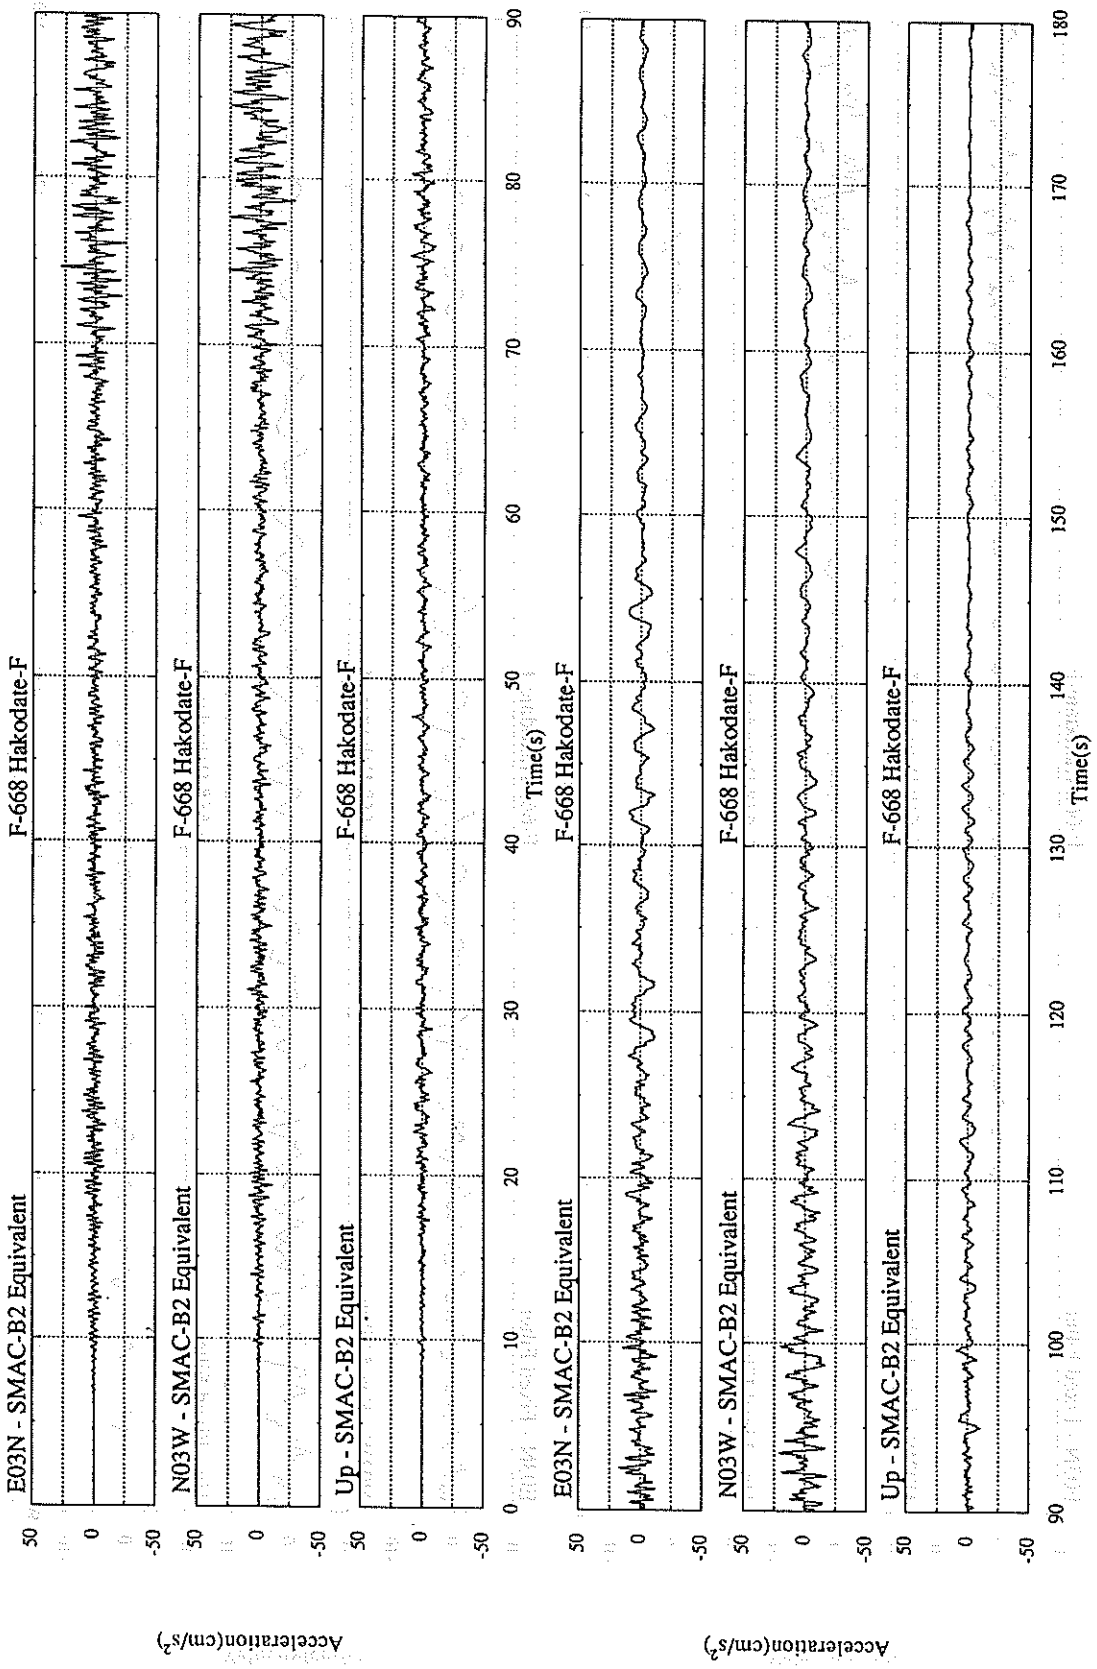 E03N - SMAC-B2 Equivalent F-668 Hakodate-F
50
0
-50
N03W - SMAC-B2 Equivalent F-668 Hakodate-F
50
0
-50
Up - SMAC-B2 Equivalent F-668 Hakodate-F
50
0
-50
Acceleration(cm/s²)
0 10 20 30 40 50 60 70 80 90
Time(s)
E03N - SMAC-B2 Equivalent F-668 Hakodate-F
50
0
-50
N03W - SMAC-B2 Equivalent F-668 Hakodate-F
50
0
-50
Up - SMAC-B2 Equivalent F-668 Hakodate-F
50
0
-50
Acceleration(cm/s²)
90 100 110 120 130 140 150 160 170 180
Time(s)